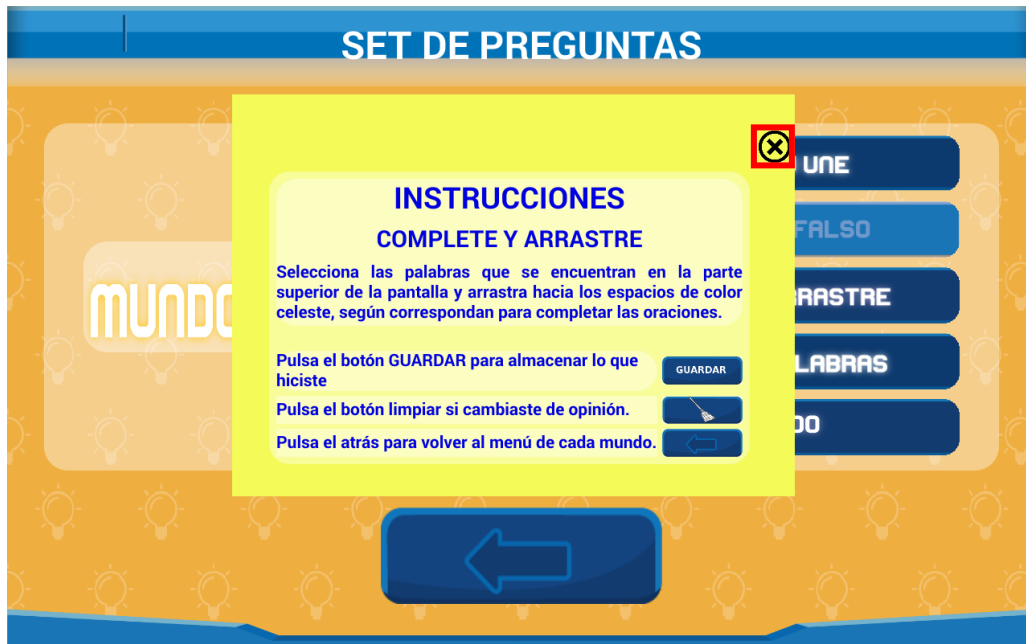 SET DE PREGUNTAS
UNE
FALSO
MUNDO
RRASTRE
LABRAS
DO
INSTRUCCIONES
COMPLETE Y ARRASTRE
Selecciona las palabras que se encuentran en la parte
superior de la pantalla y arrastra hacia los espacios de color
celeste, según correspondan para completar las oraciones.
Pulsa el botón GUARDAR para almacenar lo que
hiciste
GUARDAR
Pulsa el botón limpiar si cambiaste de opinión.
Pulsa el atrás para volver al menú de cada mundo.